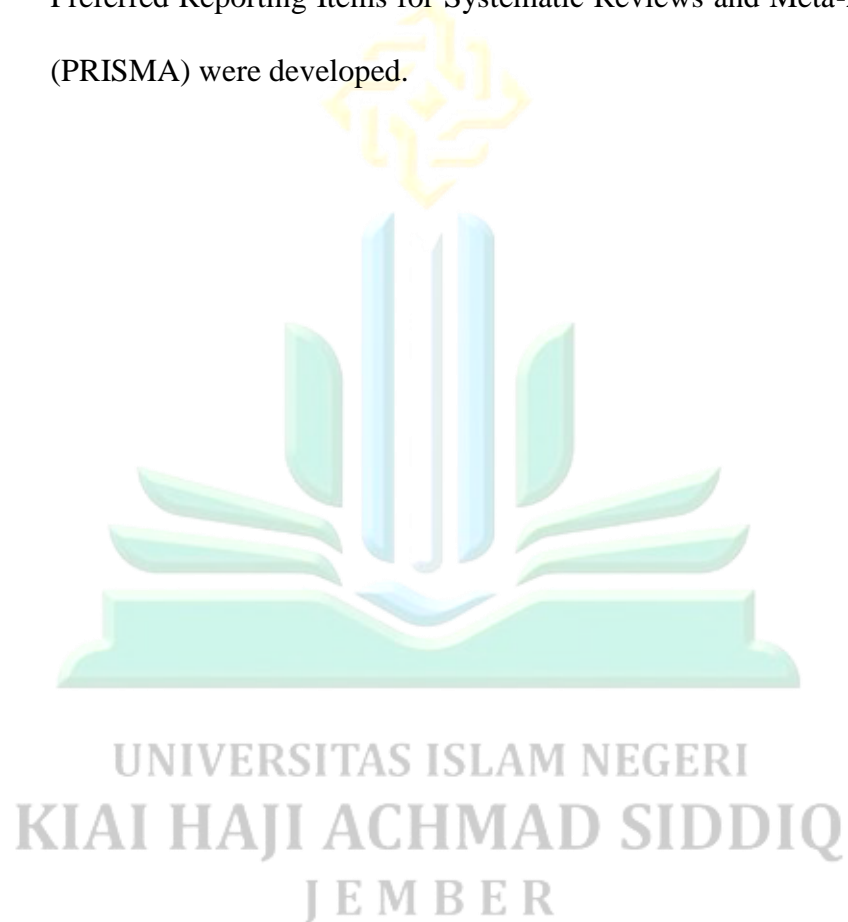 Preferred Reporting Items for Systematic Reviews and Meta-
(PRISMA) were developed.
UNIVERSITAS ISLAM NEGERI
KIAI HAJI ACHMAD SIDDIQ
JEMBER